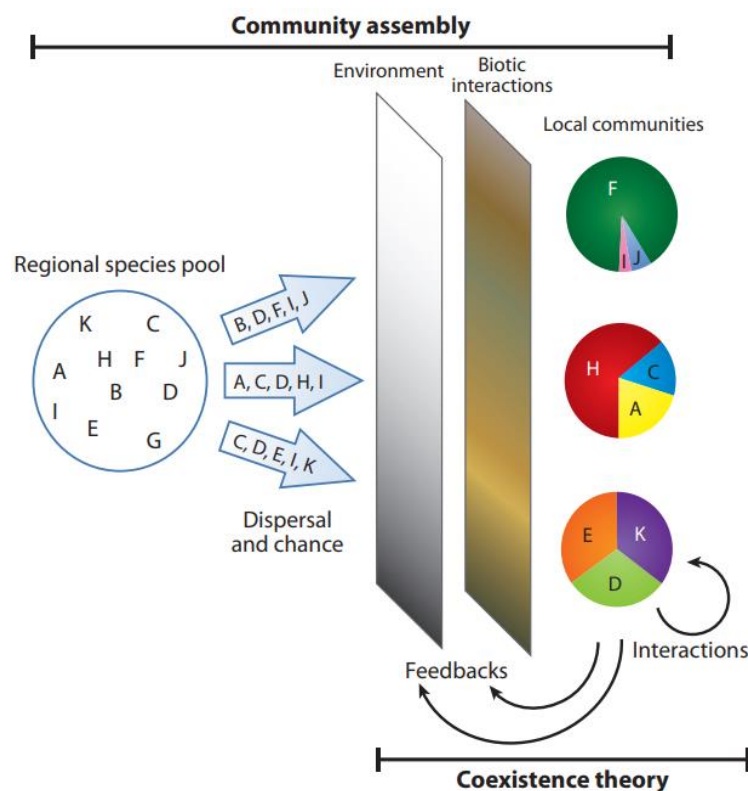 Community assembly
Environment
Biotic
interactions
Local communities
Regional species pool
K C
A H F J
B D
I E G
B, D, F, I, J
A, C, D, H, I
C, D, E, I, K
Dispersal
and chance
F
I J
H C
A
E K
D
Interactions
Feedbacks
Coexistence theory